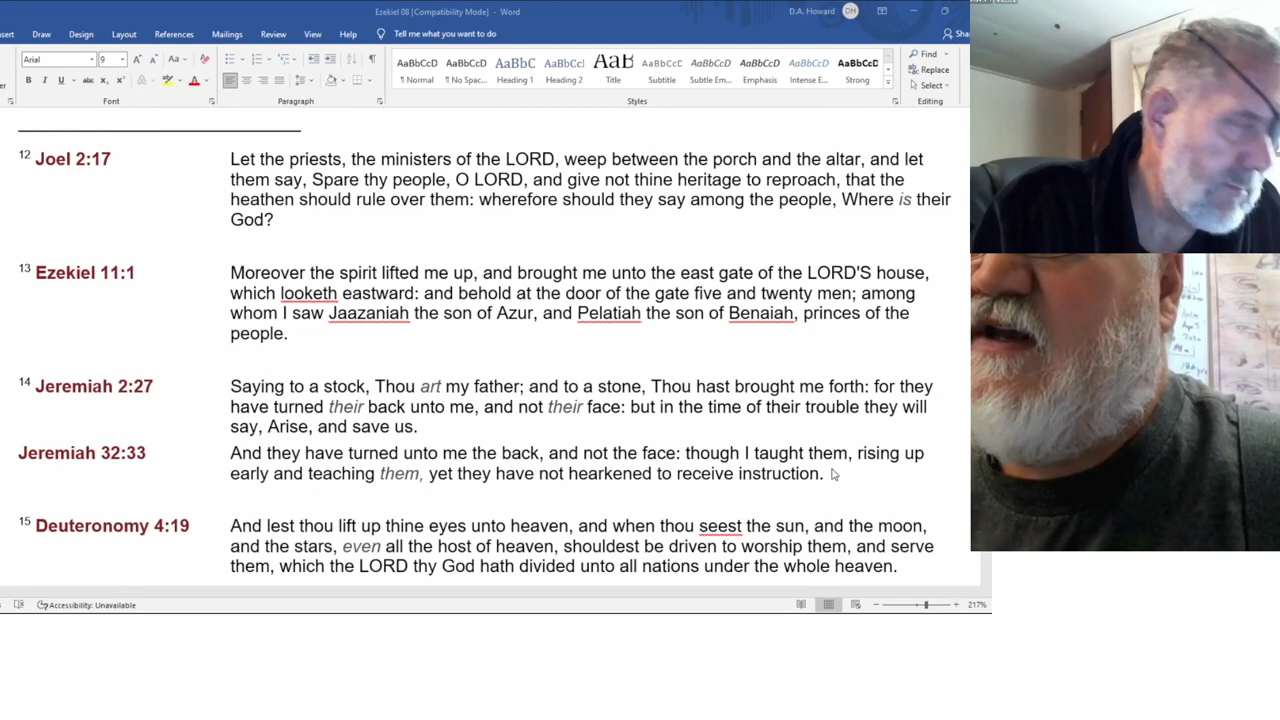 Ezekiel 08 [Compatibility Mode] - Word
D.A. Howard
DH
Draw Design Layout References Mailings Review View Help Tell me what you want to do
Arial 9
AaBbCcD AaBbCcD AaBbC AaBbCcl AaB AaBbCcD AaBbCcD AaBbCcD AaBbCcD AaBbCcD
¶ Normal ¶ No Spac... Heading 1 Heading 2 Title Subtitle Subtle Em... Emphasis Intense E... Strong
Find
Replace
Select
Font Paragraph Styles Editing
12 Joel 2:17 Let the priests, the ministers of the LORD, weep between the porch and the altar, and let
them say, Spare thy people, O LORD, and give not thine heritage to reproach, that the
heathen should rule over them: wherefore should they say among the people, Where is their
God?
13 Ezekiel 11:1 Moreover the spirit lifted me up, and brought me unto the east gate of the LORD'S house,
which looketh eastward: and behold at the door of the gate five and twenty men; among
whom I saw Jaazaniah the son of Azur, and Pelatiah the son of Benaiah, princes of the
people.
14 Jeremiah 2:27 Saying to a stock, Thou art my father; and to a stone, Thou hast brought me forth: for they
have turned their back unto me, and not their face: but in the time of their trouble they will
say, Arise, and save us.
Jeremiah 32:33 And they have turned unto me the back, and not the face: though I taught them, rising up
early and teaching them, yet they have not hearkened to receive instruction.
15 Deuteronomy 4:19 And lest thou lift up thine eyes unto heaven, and when thou seest the sun, and the moon,
and the stars, even all the host of heaven, shouldest be driven to worship them, and serve
them, which the LORD thy God hath divided unto all nations under the whole heaven.
Accessibility: Unavailable
217%